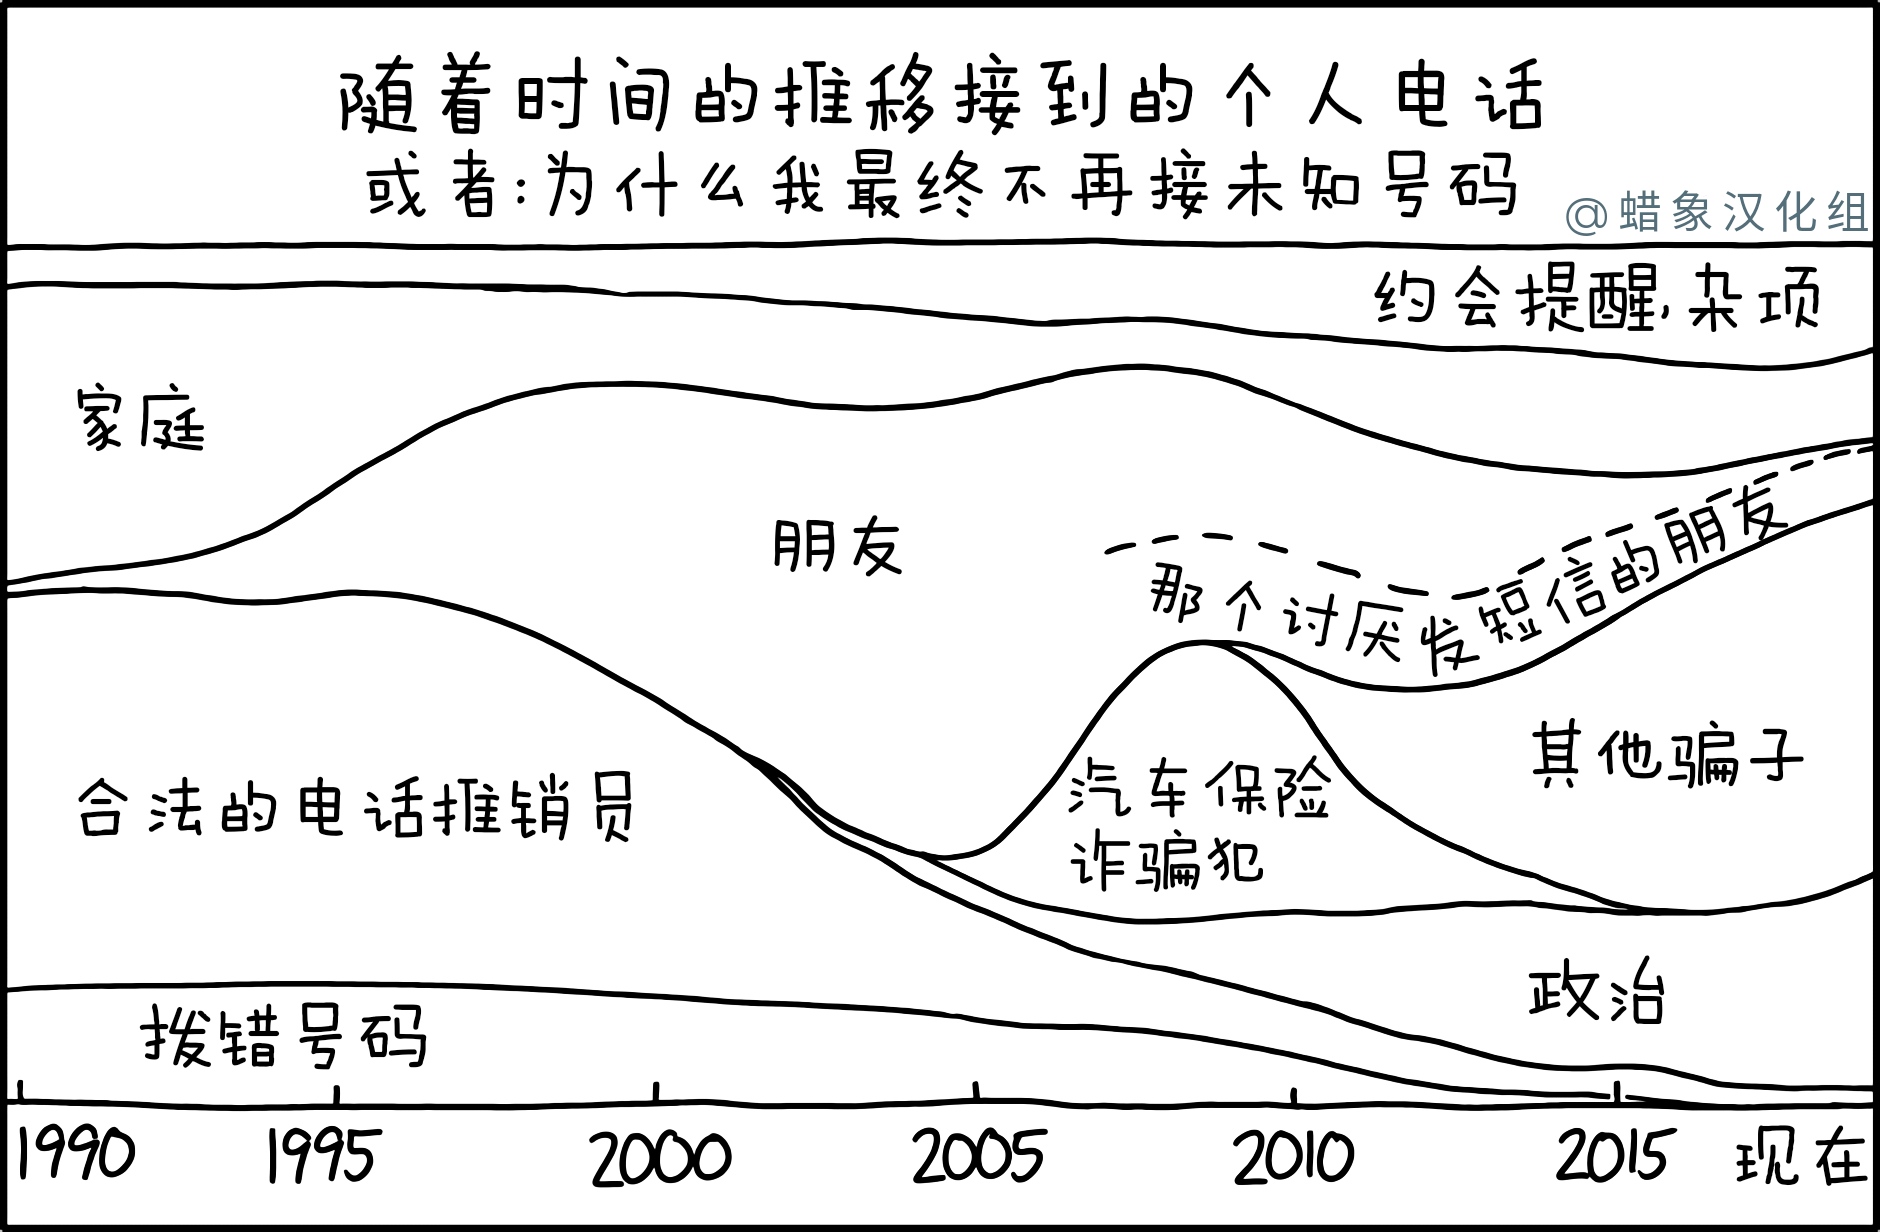 随着时间的推移接到的个人电话
或者:为什么我最终不再接未知号码
@蜡象汉化组
约会提醒,杂项
家庭
朋友
那个讨厌发短信的朋友
其他骗子
合法的电话推销员
汽车保险
诈骗犯
政治
拨错号码
1990 1995 2000 2005 2010 2015 现在